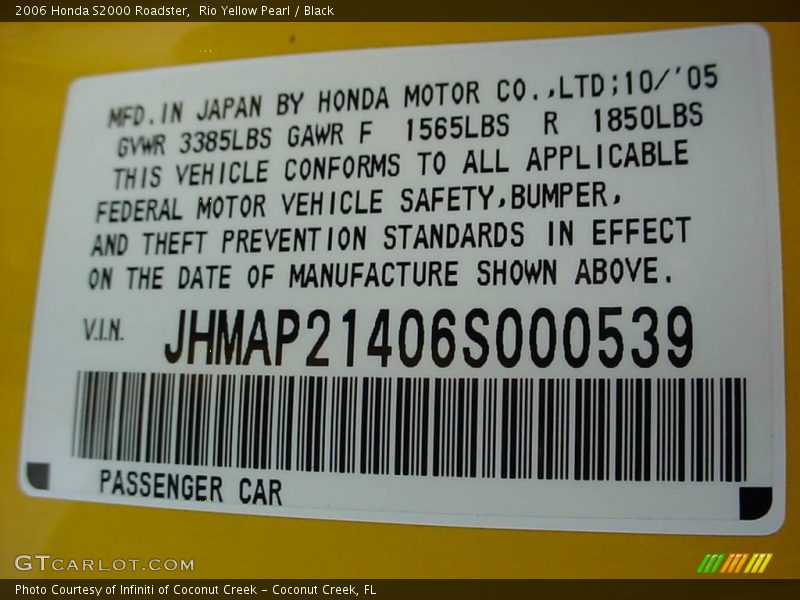 2006 Honda S2000 Roadster,  Rio Yellow Pearl / Black
MFD.IN JAPAN BY HONDA MOTOR CO.,LTD;10/'05
GVWR 3385LBS GAWR F 1565LBS R 1850LBS
THIS VEHICLE CONFORMS TO ALL APPLICABLE
FEDERAL MOTOR VEHICLE SAFETY,BUMPER,
AND THEFT PREVENTION STANDARDS IN EFFECT
ON THE DATE OF MANUFACTURE SHOWN ABOVE.
V.I.N. JHMAP21406S000539
PASSENGER CAR
GTCARLOT.COM
Photo Courtesy of Infiniti of Coconut Creek - Coconut Creek, FL